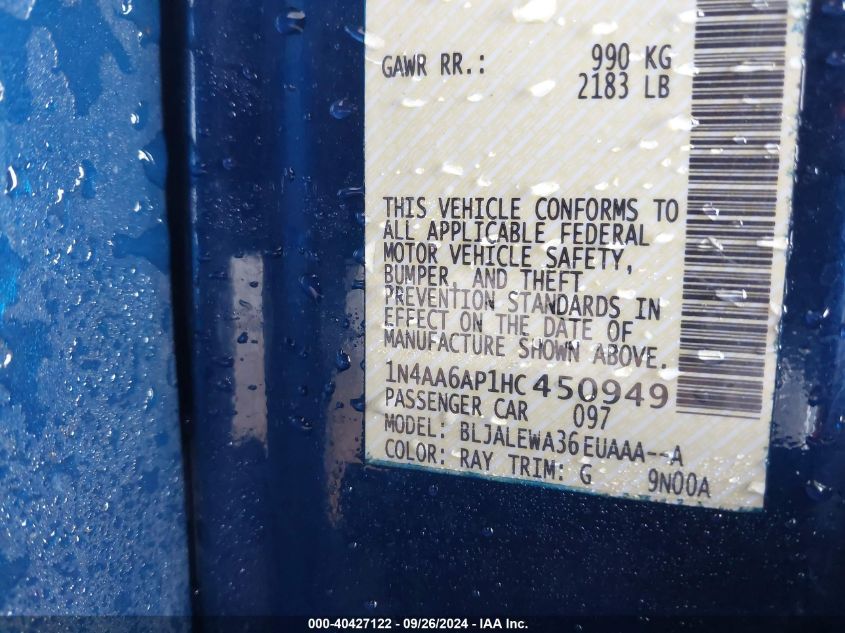 GAWR RR.: 990 KG
2183 LB
THIS VEHICLE CONFORMS TO
ALL APPLICABLE FEDERAL
MOTOR VEHICLE SAFETY,
BUMPER, AND THEFT
PREVENTION STANDARDS IN
EFFECT ON THE DATE OF
MANUFACTURE SHOWN ABOVE.
1N4AA6AP1HC 450949
PASSENGER CAR 097
MODEL: BLJALEWA36EUAAA--A
COLOR: RAY TRIM: G 9N00A
000-40427122 - 09/26/2024 - IAA Inc.